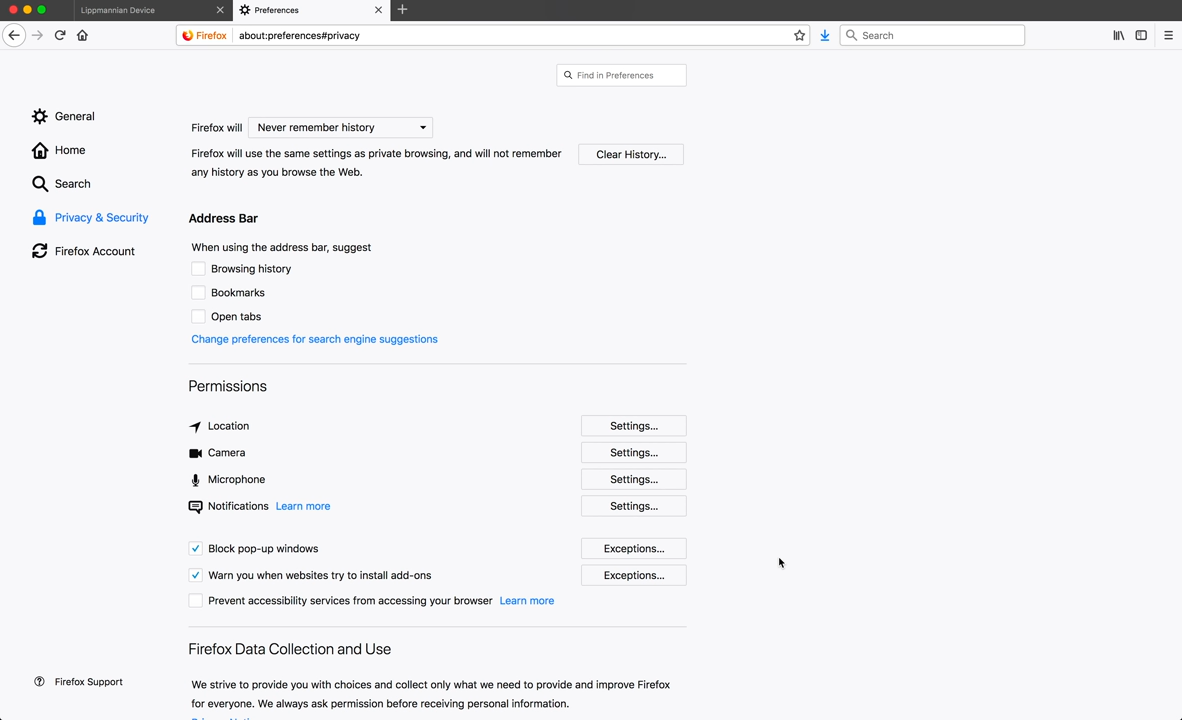 Lippmannian Device
Preferences
Firefox
about:preferences#privacy
Search
Find in Preferences
General
Home
Search
Privacy & Security
Firefox Account
Firefox will
Never remember history
Firefox will use the same settings as private browsing, and will not remember
any history as you browse the Web.
Clear History...
Address Bar
When using the address bar, suggest
Browsing history
Bookmarks
Open tabs
Change preferences for search engine suggestions
Permissions
Location
Settings...
Camera
Settings...
Microphone
Settings...
Notifications Learn more
Settings...
Block pop-up windows
Exceptions...
Warn you when websites try to install add-ons
Exceptions...
Prevent accessibility services from accessing your browser Learn more
Firefox Data Collection and Use
We strive to provide you with choices and collect only what we need to provide and improve Firefox
for everyone. We always ask permission before receiving personal information.
Firefox Support